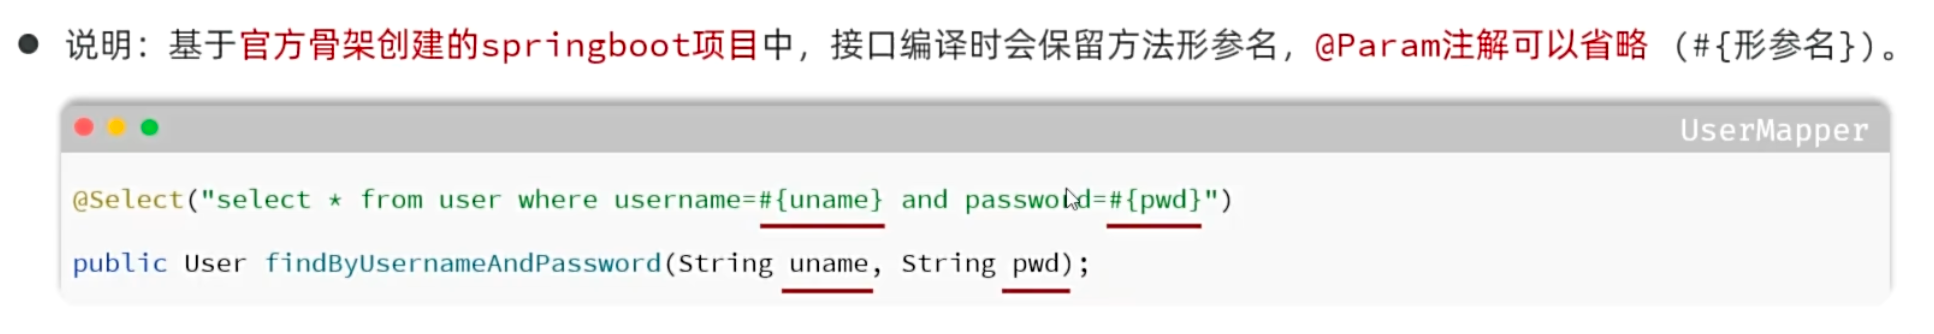 ● 说明：基于官方骨架创建的springboot项目中，接口编译时会保留方法形参名，@Param注解可以省略（#{形参名}）。
UserMapper
@Select("select * from user where username=#{uname} and password=#{pwd}")
public User findByUsernameAndPassword(String uname, String pwd);